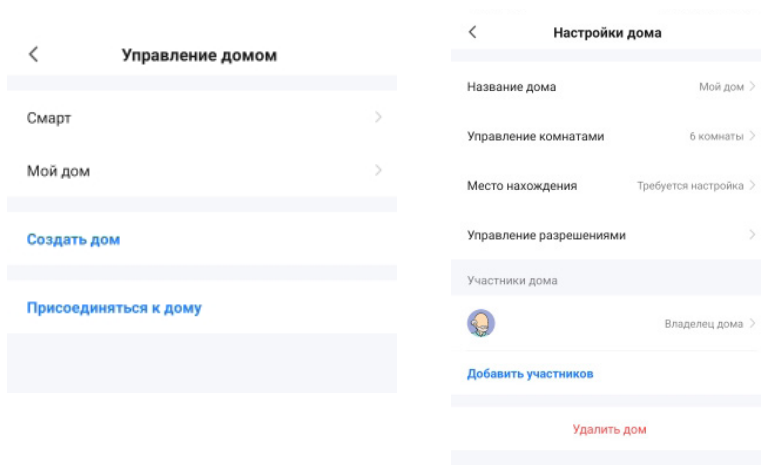 Управление домом
Смарт
Мой дом
Создать дом
Присоединяться к дому
Настройки дома
Название дома Мой дом
Управление комнатами 6 комнаты
Место нахождения Требуется настройка
Управление разрешениями
Участники дома
Владелец дома
Добавить участников
Удалить дом